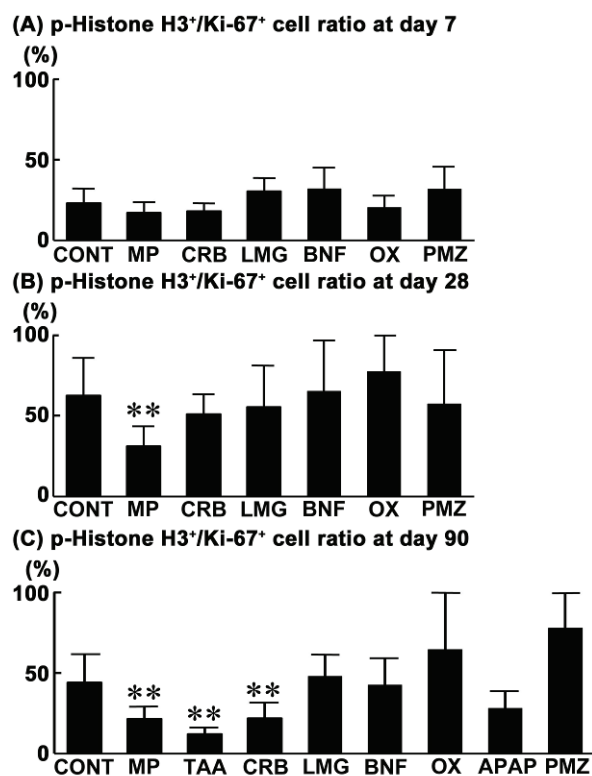 (A) p-Histone H3⁺/Ki-67⁺ cell ratio at day 7
(%)
100
50
0
CONT MP CRB LMG BNF OX PMZ
(B) p-Histone H3⁺/Ki-67⁺ cell ratio at day 28
(%)
100
**
50
0
CONT MP CRB LMG BNF OX PMZ
(C) p-Histone H3⁺/Ki-67⁺ cell ratio at day 90
(%)
100
50
** ** **
0
CONT MP TAA CRB LMG BNF OX APAP PMZ